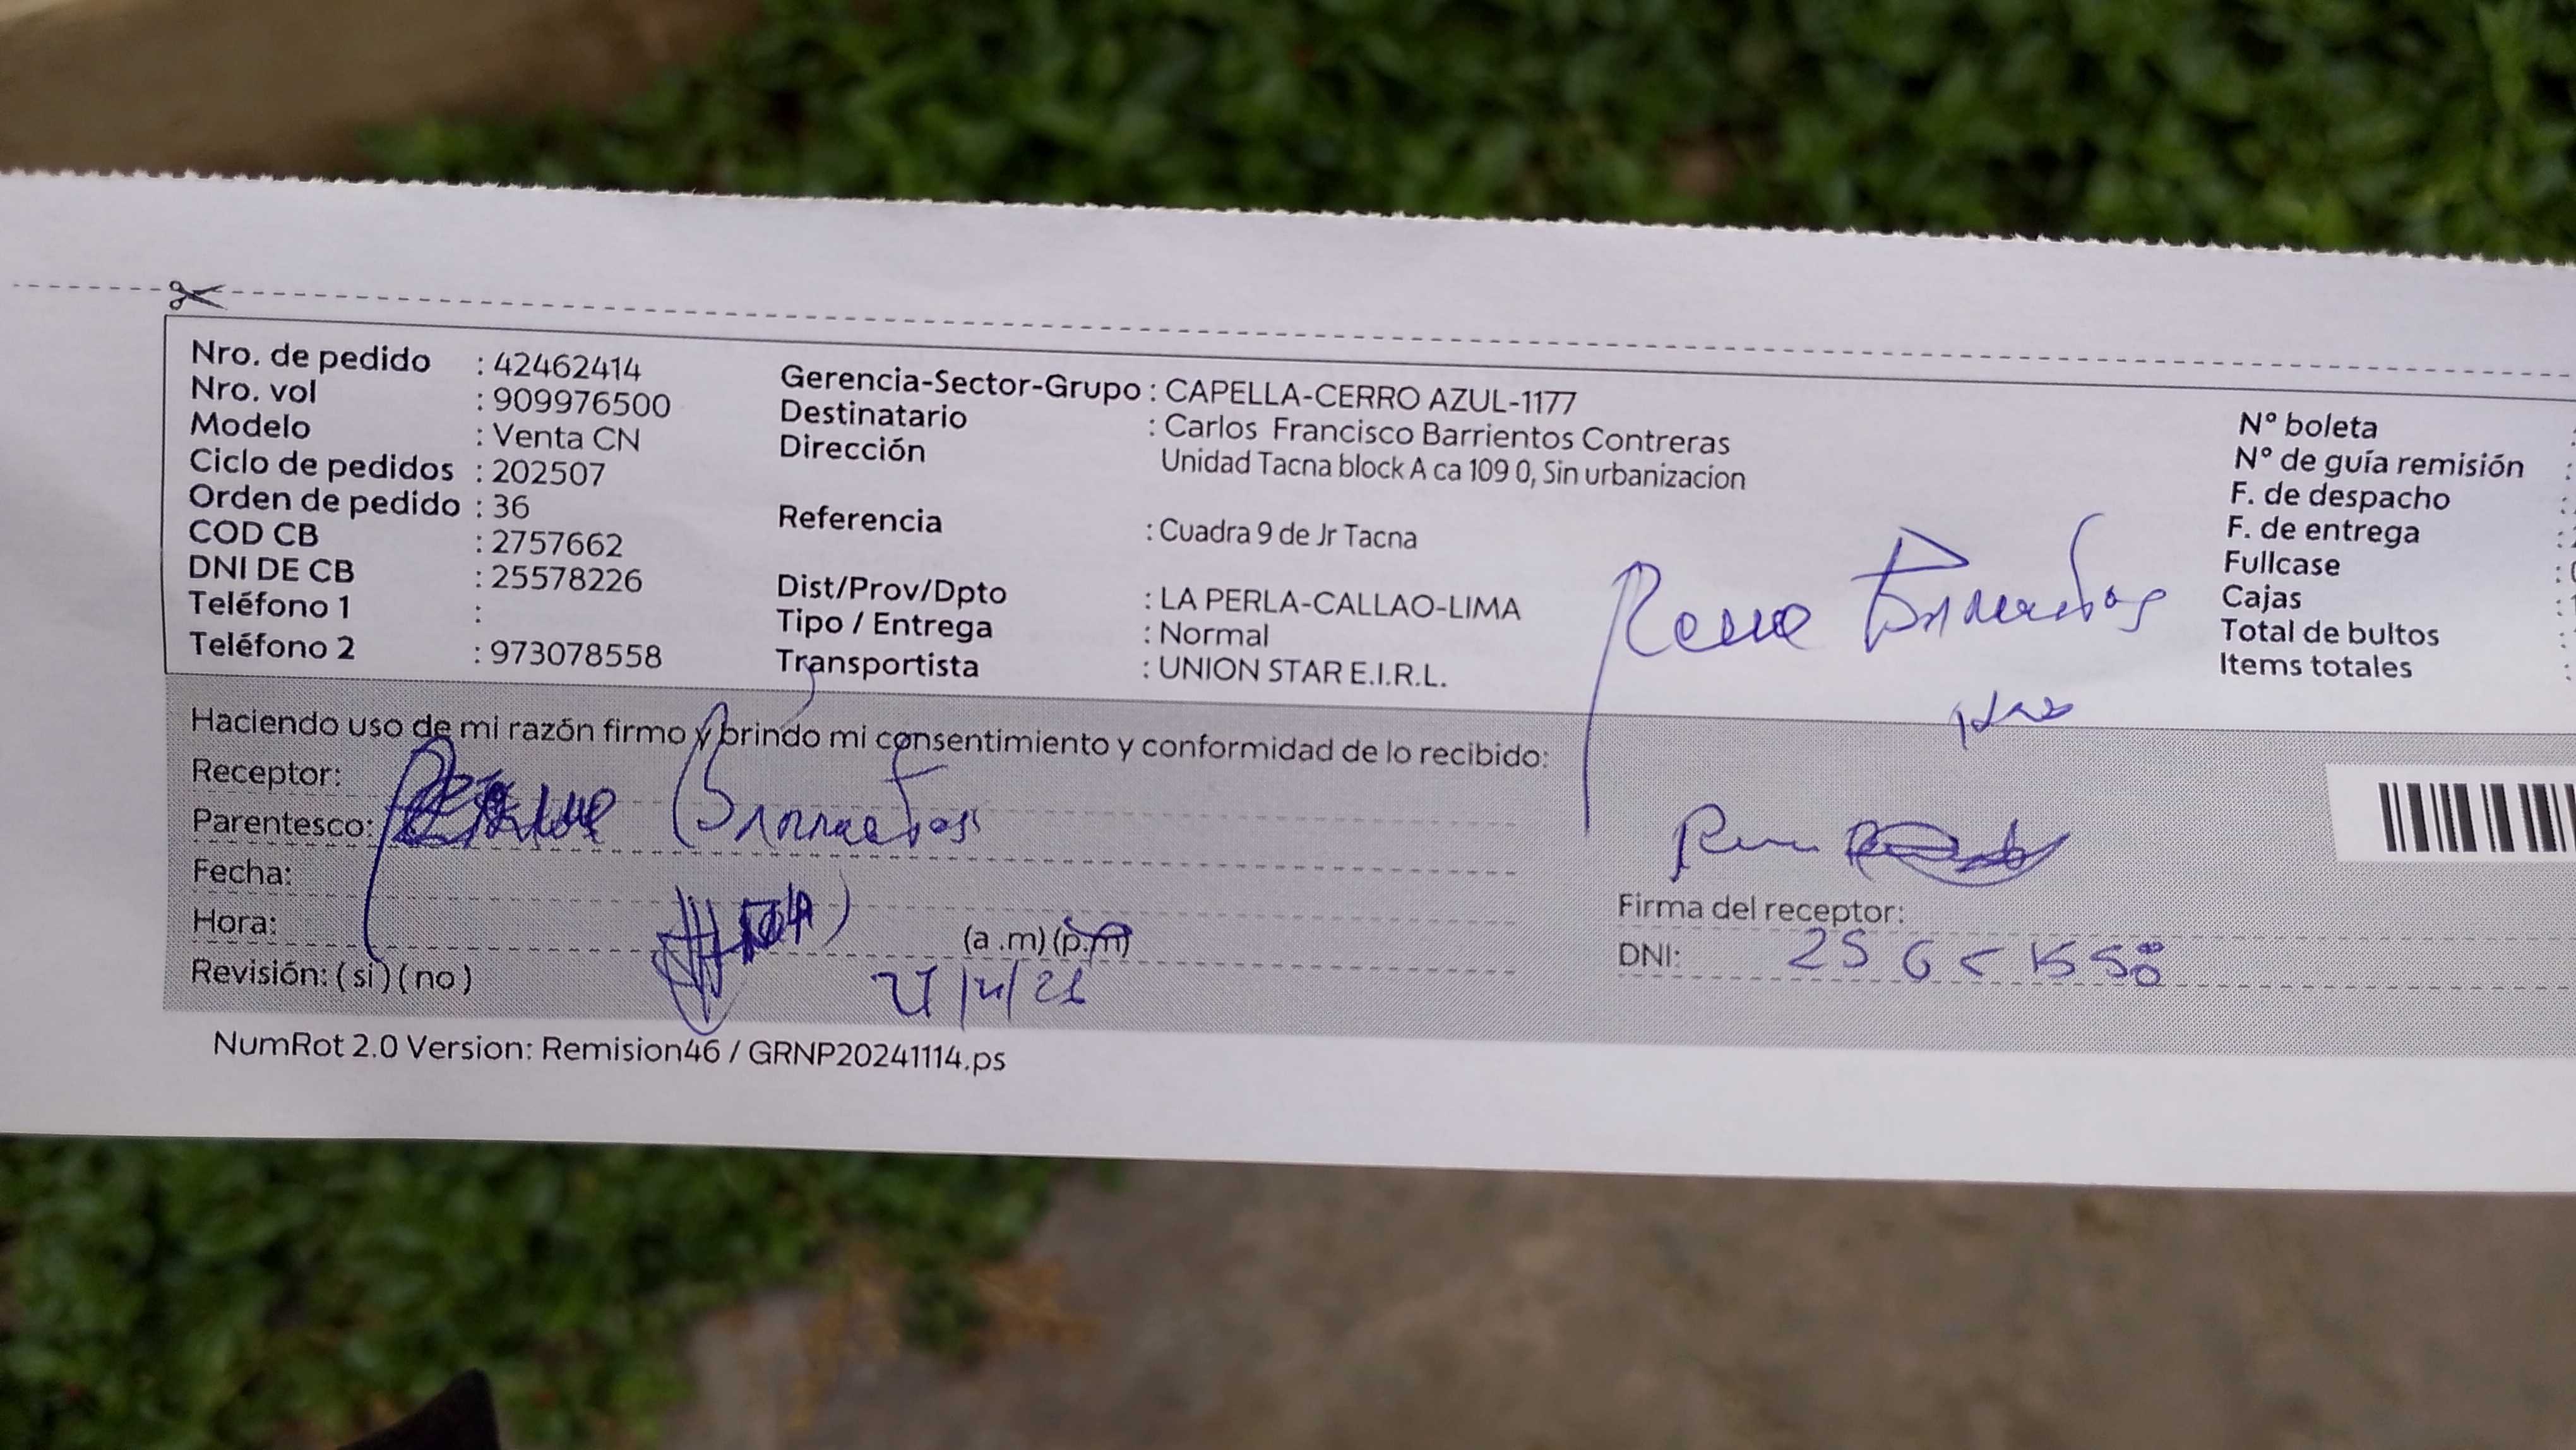 Nro. de pedido : 42462414
Nro. vol : 909976500
Modelo : Venta CN
Ciclo de pedidos : 202507
Orden de pedido : 36
COD CB : 2757662
DNI DE CB : 25578226
Teléfono 1 :
Teléfono 2 : 973078558
Gerencia-Sector-Grupo : CAPELLA-CERRO AZUL-1177
Destinatario : Carlos Francisco Barrientos Contreras
Dirección Unidad Tacna block A ca 109 0, Sin urbanizacion
Referencia : Cuadra 9 de Jr Tacna
Dist/Prov/Dpto : LA PERLA-CALLAO-LIMA
Tipo / Entrega : Normal
Transportista : UNION STAR E.I.R.L.
Nº boleta :
Nº de guía remisión :
F. de despacho :
F. de entrega :
Fullcase :
Cajas :
Total de bultos :
Items totales :
Haciendo uso de mi razón firmo y brindo mi consentimiento y conformidad de lo recibido:
Receptor:
Parentesco:
Fecha:
Hora: (a .m) (p.m)
Revisión: ( si ) ( no )
Firma del receptor:
DNI:
NumRot 2.0 Version: Remision46 / GRNP20241114.ps